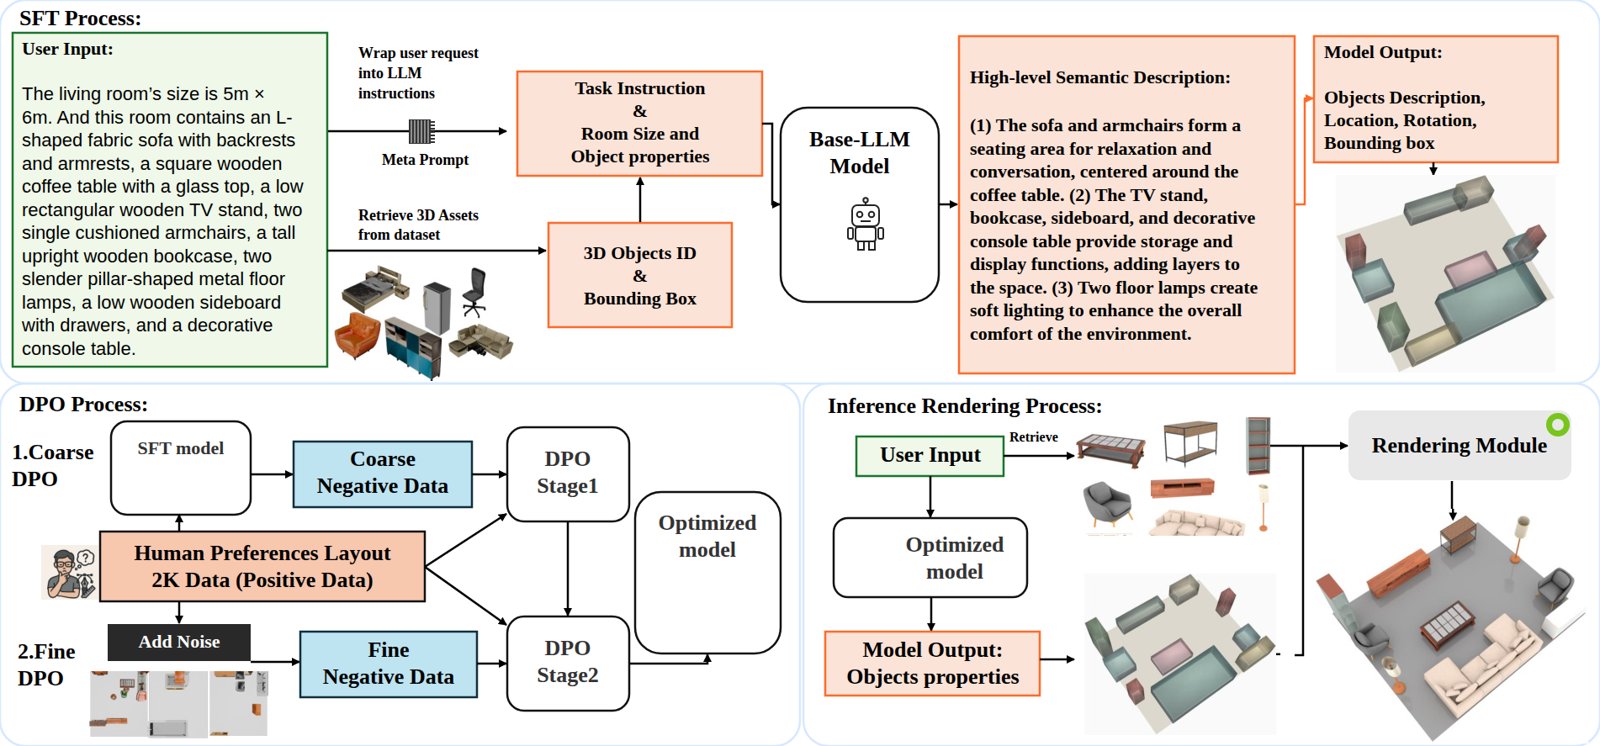 SFT Process:
User Input:
The living room’s size is 5m ×
6m. And this room contains an L-
shaped fabric sofa with backrests
and armrests, a square wooden
coffee table with a glass top, a low
rectangular wooden TV stand, two
single cushioned armchairs, a tall
upright wooden bookcase, two
slender pillar-shaped metal floor
lamps, a low wooden sideboard
with drawers, and a decorative
console table.
Wrap user request
into LLM
instructions
Meta Prompt
Retrieve 3D Assets
from dataset
Task Instruction
&
Room Size and
Object properties
3D Objects ID
&
Bounding Box
Base-LLM
Model
High-level Semantic Description:
(1) The sofa and armchairs form a
seating area for relaxation and
conversation, centered around the
coffee table. (2) The TV stand,
bookcase, sideboard, and decorative
console table provide storage and
display functions, adding layers to
the space. (3) Two floor lamps create
soft lighting to enhance the overall
comfort of the environment.
Model Output:
Objects Description,
Location, Rotation,
Bounding box
DPO Process:
1.Coarse
DPO
SFT model
Coarse
Negative Data
DPO
Stage1
Human Preferences Layout
2K Data (Positive Data)
Optimized
model
Add Noise
2.Fine
DPO
Fine
Negative Data
DPO
Stage2
Inference Rendering Process:
User Input
Retrieve
Rendering Module
Optimized
model
Model Output:
Objects properties